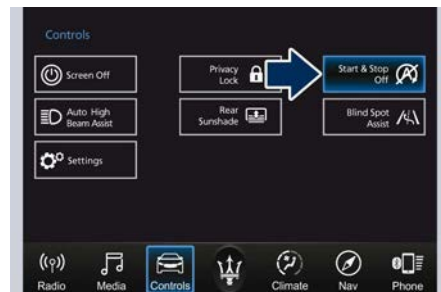 Controls
Screen Off
Privacy
Lock
Start & Stop
Off
Auto High
Beam Assist
Rear
Sunshade
Blind Spot
Assist
Settings
Radio
Media
Controls
Climate
Nav
Phone